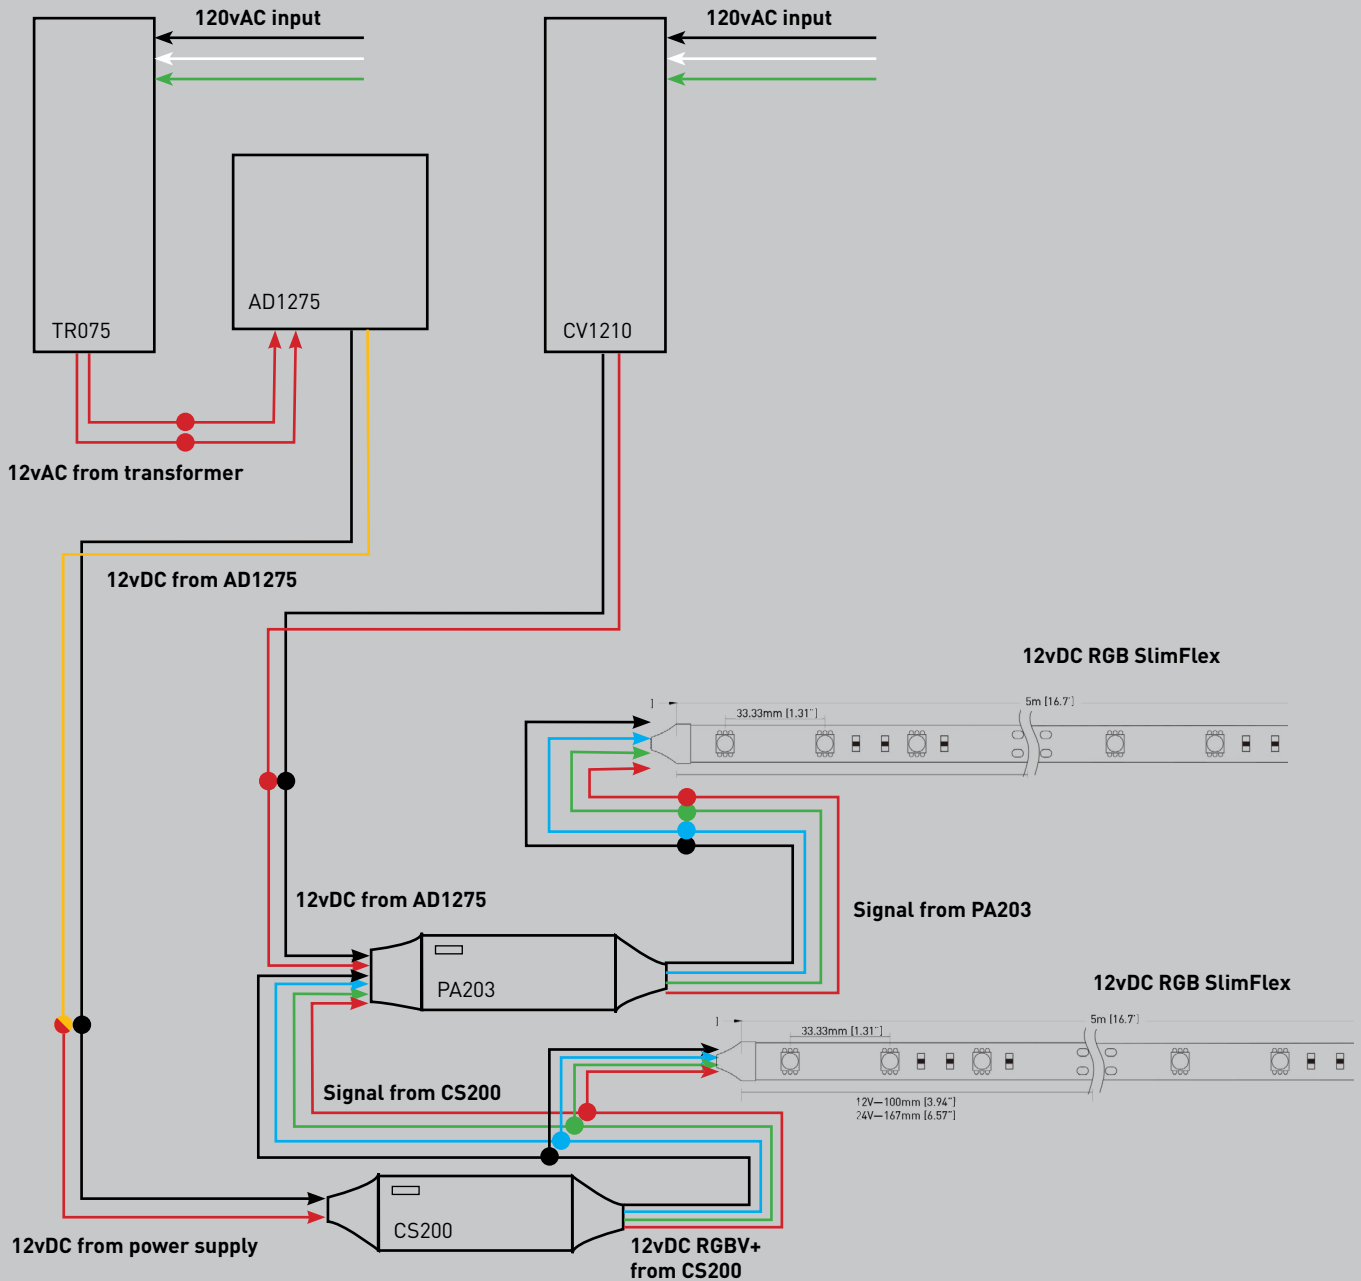 120vAC input
120vAC input
AD1275
TR075
CV1210
12vAC from transformer
12vDC from AD1275
12vDC RGB SlimFlex
5m [16.7']
33.33mm [1.31"]
12vDC from AD1275
Signal from PA203
PA203
12vDC RGB SlimFlex
5m [16.7']
33.33mm [1.31"]
Signal from CS200
12V—100mm [3.94"]
24V—167mm [6.57"]
CS200
12vDC from power supply
12vDC RGBV+
from CS200